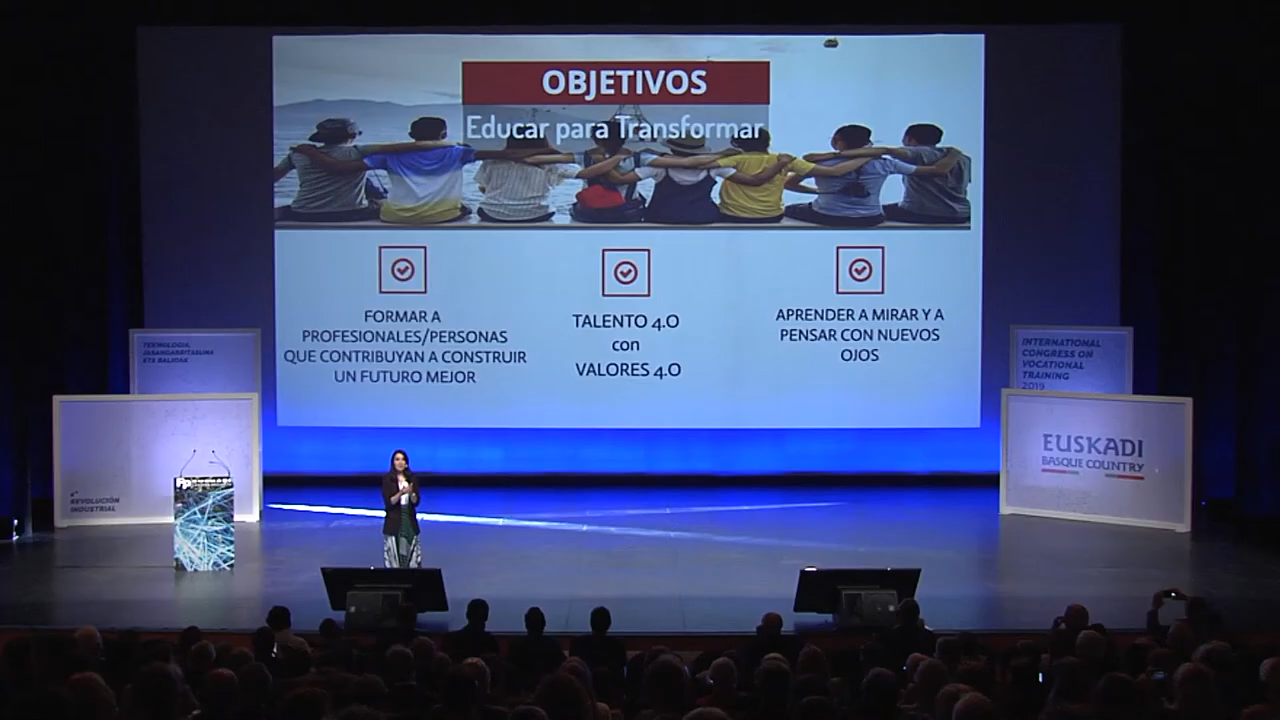 OBJETIVOS
Educar para Transformar
FORMAR A
PROFESIONALES/PERSONAS
QUE CONTRIBUYAN A CONSTRUIR
UN FUTURO MEJOR
TALENTO 4.0
con
VALORES 4.0
APRENDER A MIRAR Y A
PENSAR CON NUEVOS
OJOS
TEKNOLOGIA,
JASANGARRITASUNA
ETA BALIOAK
4ª
REVOLUCIÓN
INDUSTRIAL
INTERNATIONAL
CONGRESS ON
VOCATIONAL
TRAINING
2019
EUSKADI
BASQUE COUNTRY